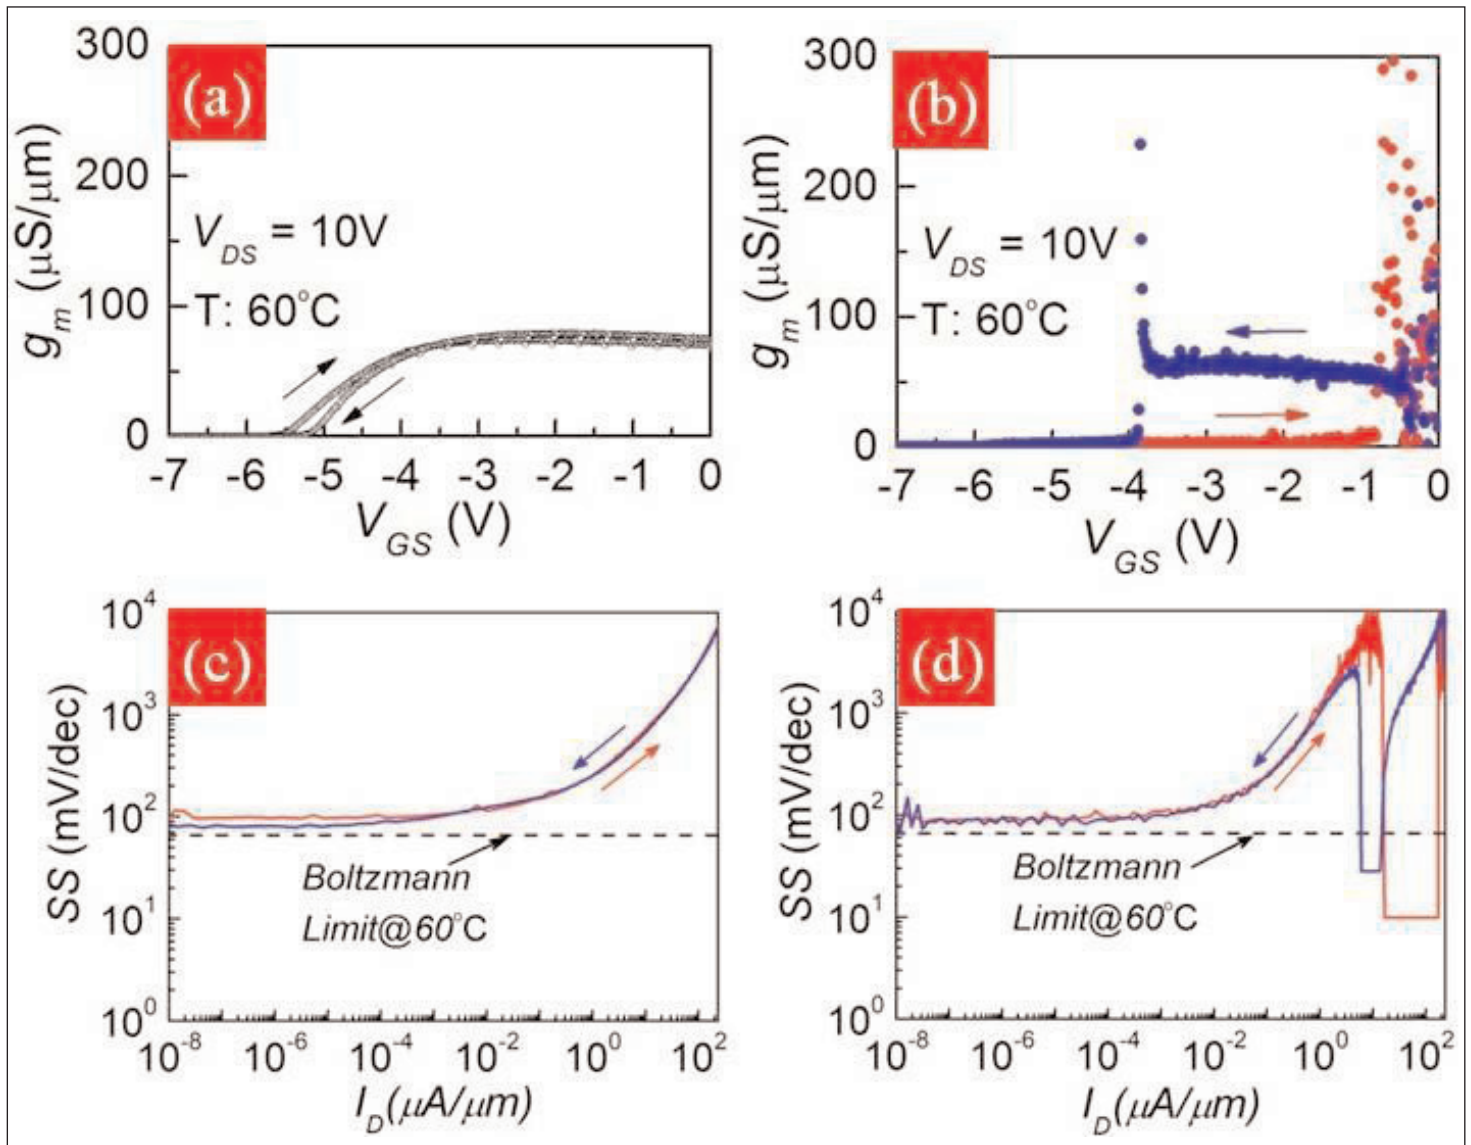 (a)
300
200
100
0
g_m (μS/μm)
V_DS = 10V
T: 60°C
-7 -6 -5 -4 -3 -2 -1 0
V_GS (V)
(b)
300
200
100
0
g_m (μS/μm)
V_DS = 10V
T: 60°C
-7 -6 -5 -4 -3 -2 -1 0
V_GS (V)
(c)
10^4
10^3
10^2
10^1
10^0
SS (mV/dec)
Boltzmann
Limit@60°C
10^-8 10^-6 10^-4 10^-2 10^0 10^2
I_D(μA/μm)
(d)
10^4
10^3
10^2
10^1
10^0
SS (mV/dec)
Boltzmann
Limit@60°C
10^-8 10^-6 10^-4 10^-2 10^0 10^2
I_D(μA/μm)